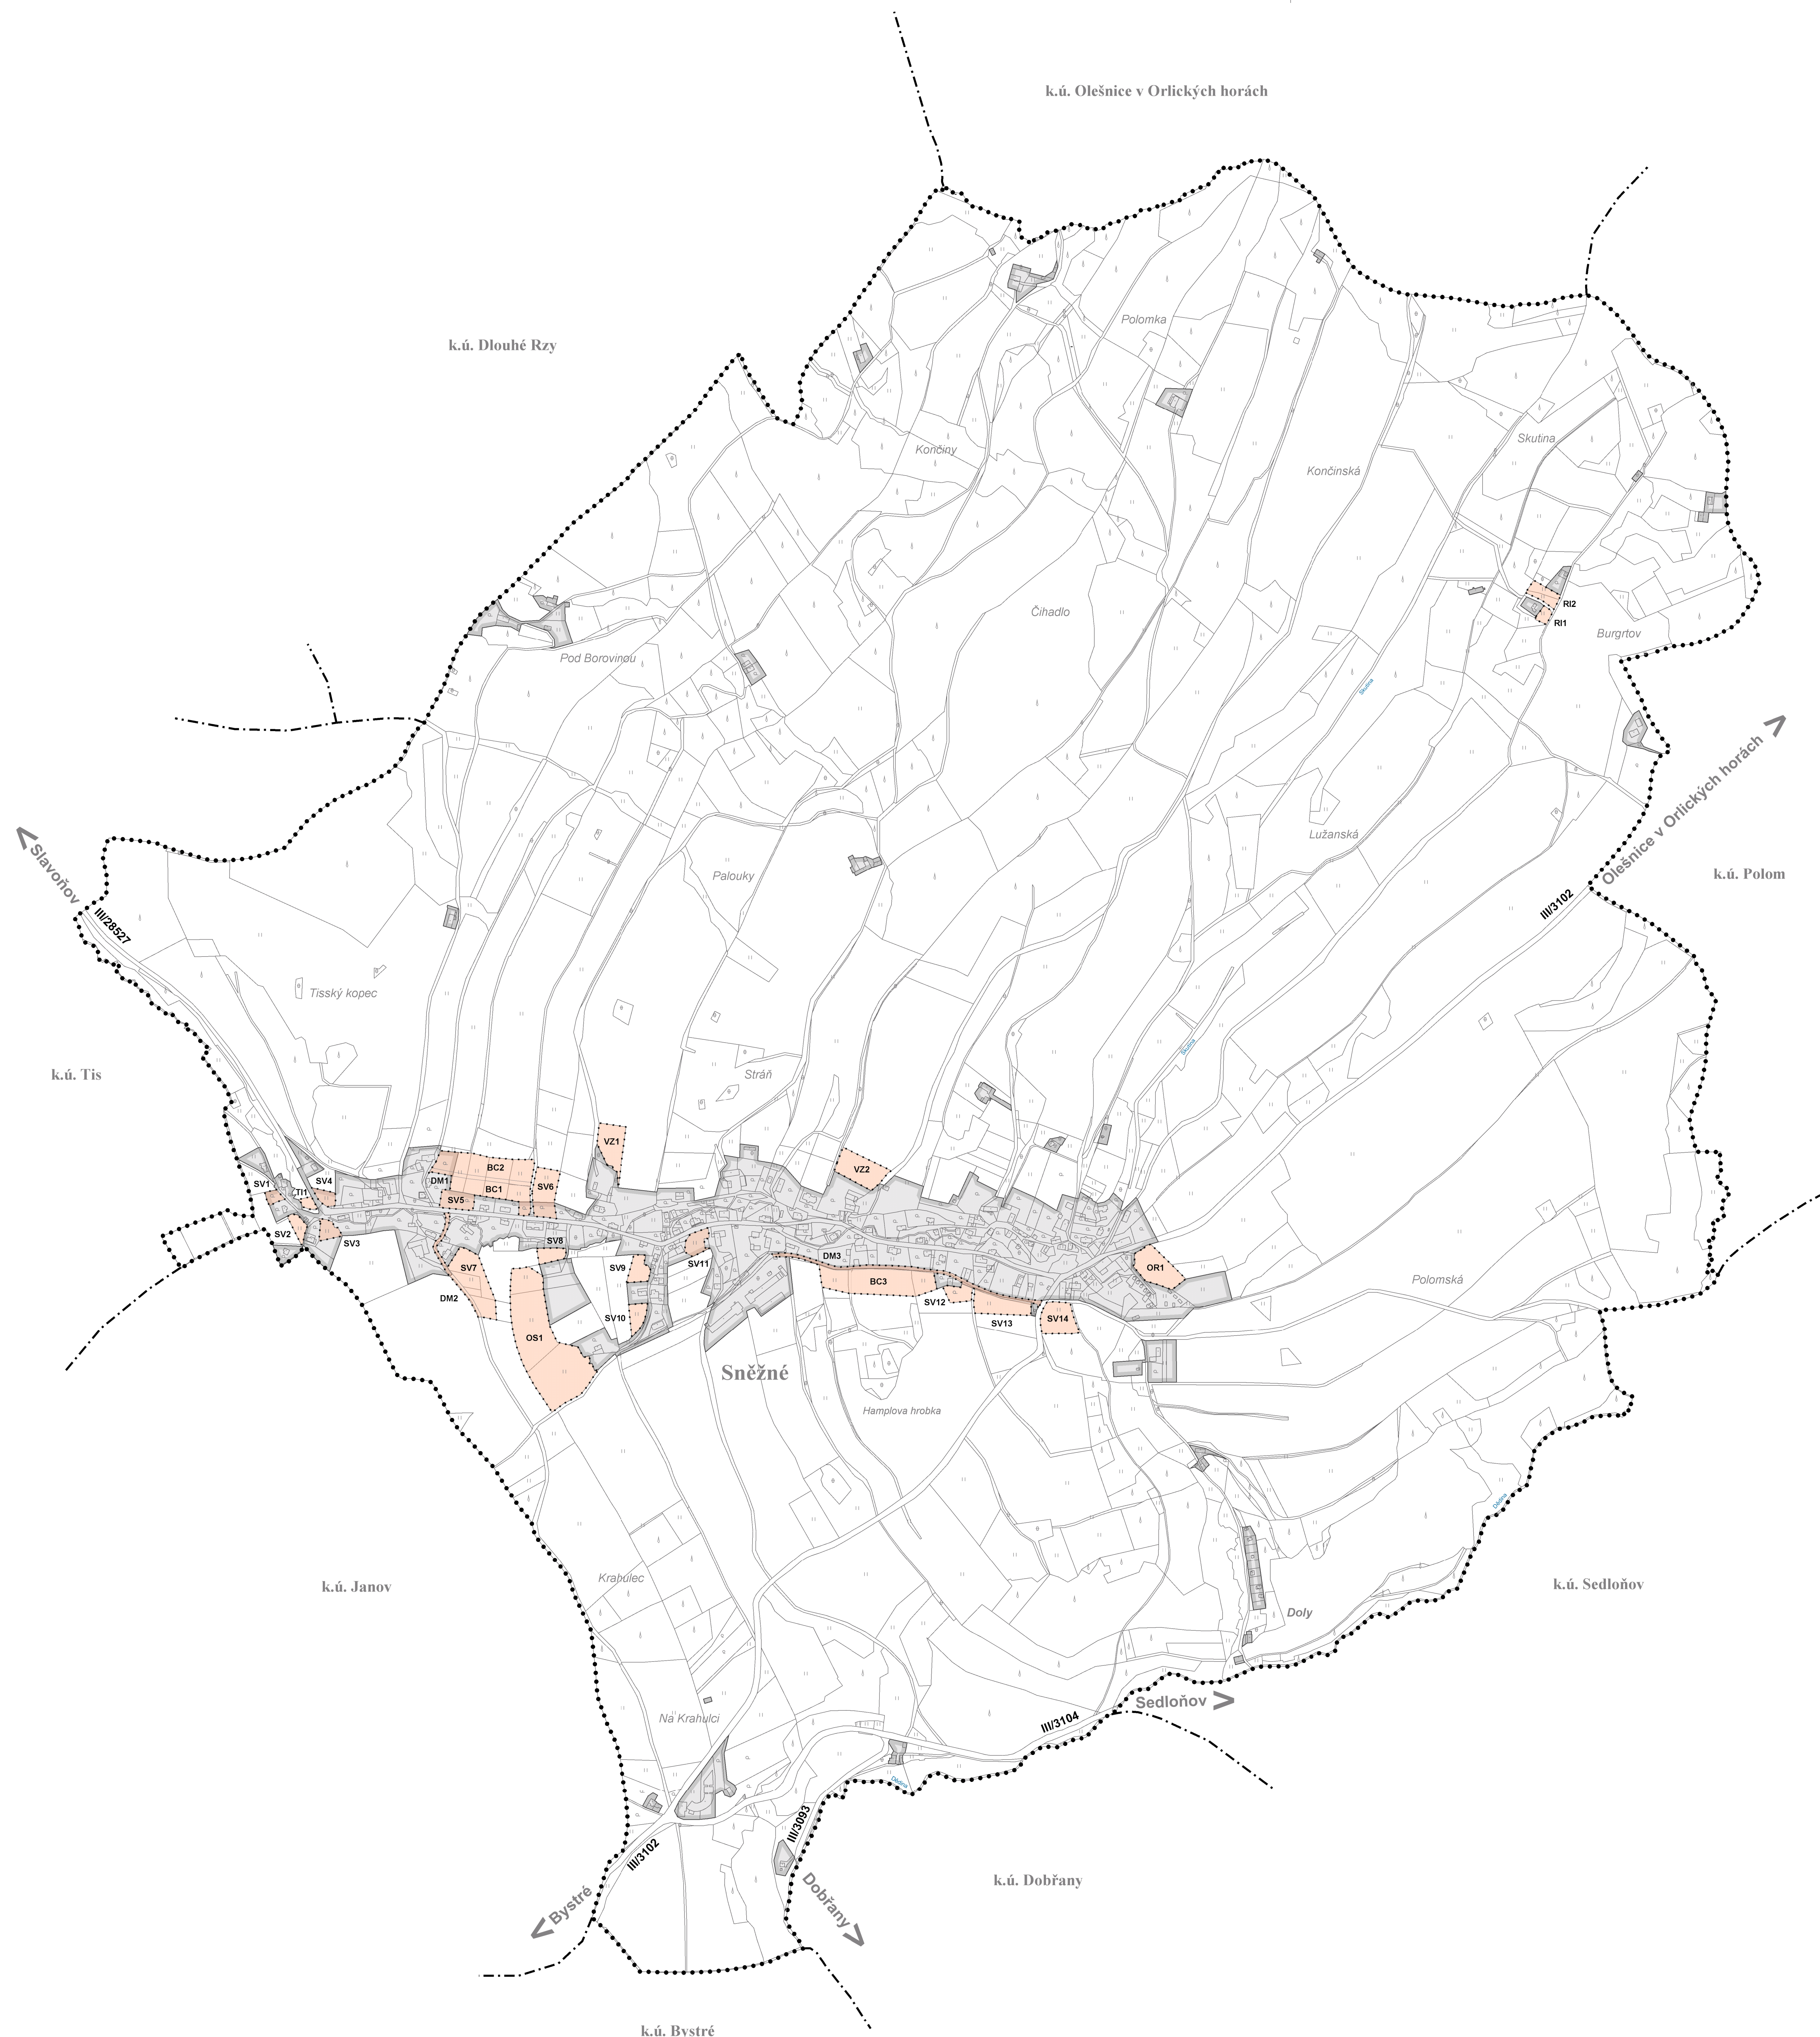 k.ú. Olešnice v Orlických horách
k.ú. Dlouhé Rzy
Polomka
Skutina
Končiny
Končinská
RI2
RI1
Čihadlo
Burgrtov
Pod Borovinou
Skutina
Olešnice v Orlických horách >
< Slavoňov
Lužanská
Palouky
k.ú. Polom
III/28527
III/3102
Tisský kopec
Skutina
k.ú. Tis
Stráň
VZ1
BC2
VZ2
SV1
SV4
DM1
TI1
BC1
SV6
SV5
SV2
SV3
SV8
DM3
SV7
SV9
SV11
OR1
BC3
Polomská
DM2
SV12
SV10
SV13
SV14
OS1
Sněžné
Hamplova hrobka
Dědina
Krahulec
k.ú. Janov
k.ú. Sedloňov
Doly
Sedloňov >
Na Krahulci
III/3104
Dědina
III/3093
III/3102
k.ú. Dobřany
< Bystré
Dobřany >
k.ú. Bystré